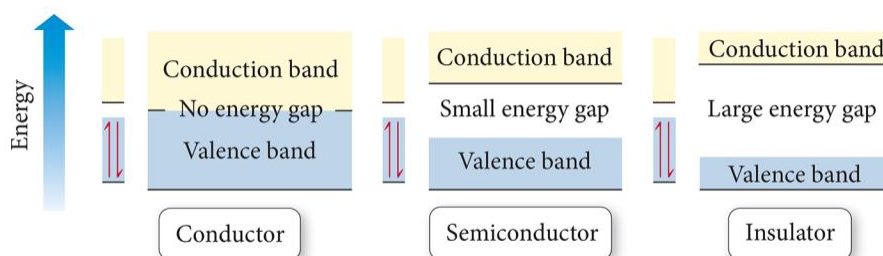 Energy
Conduction band
No energy gap
Valence band
Conductor
Conduction band
Small energy gap
Valence band
Semiconductor
Conduction band
Large energy gap
Valence band
Insulator